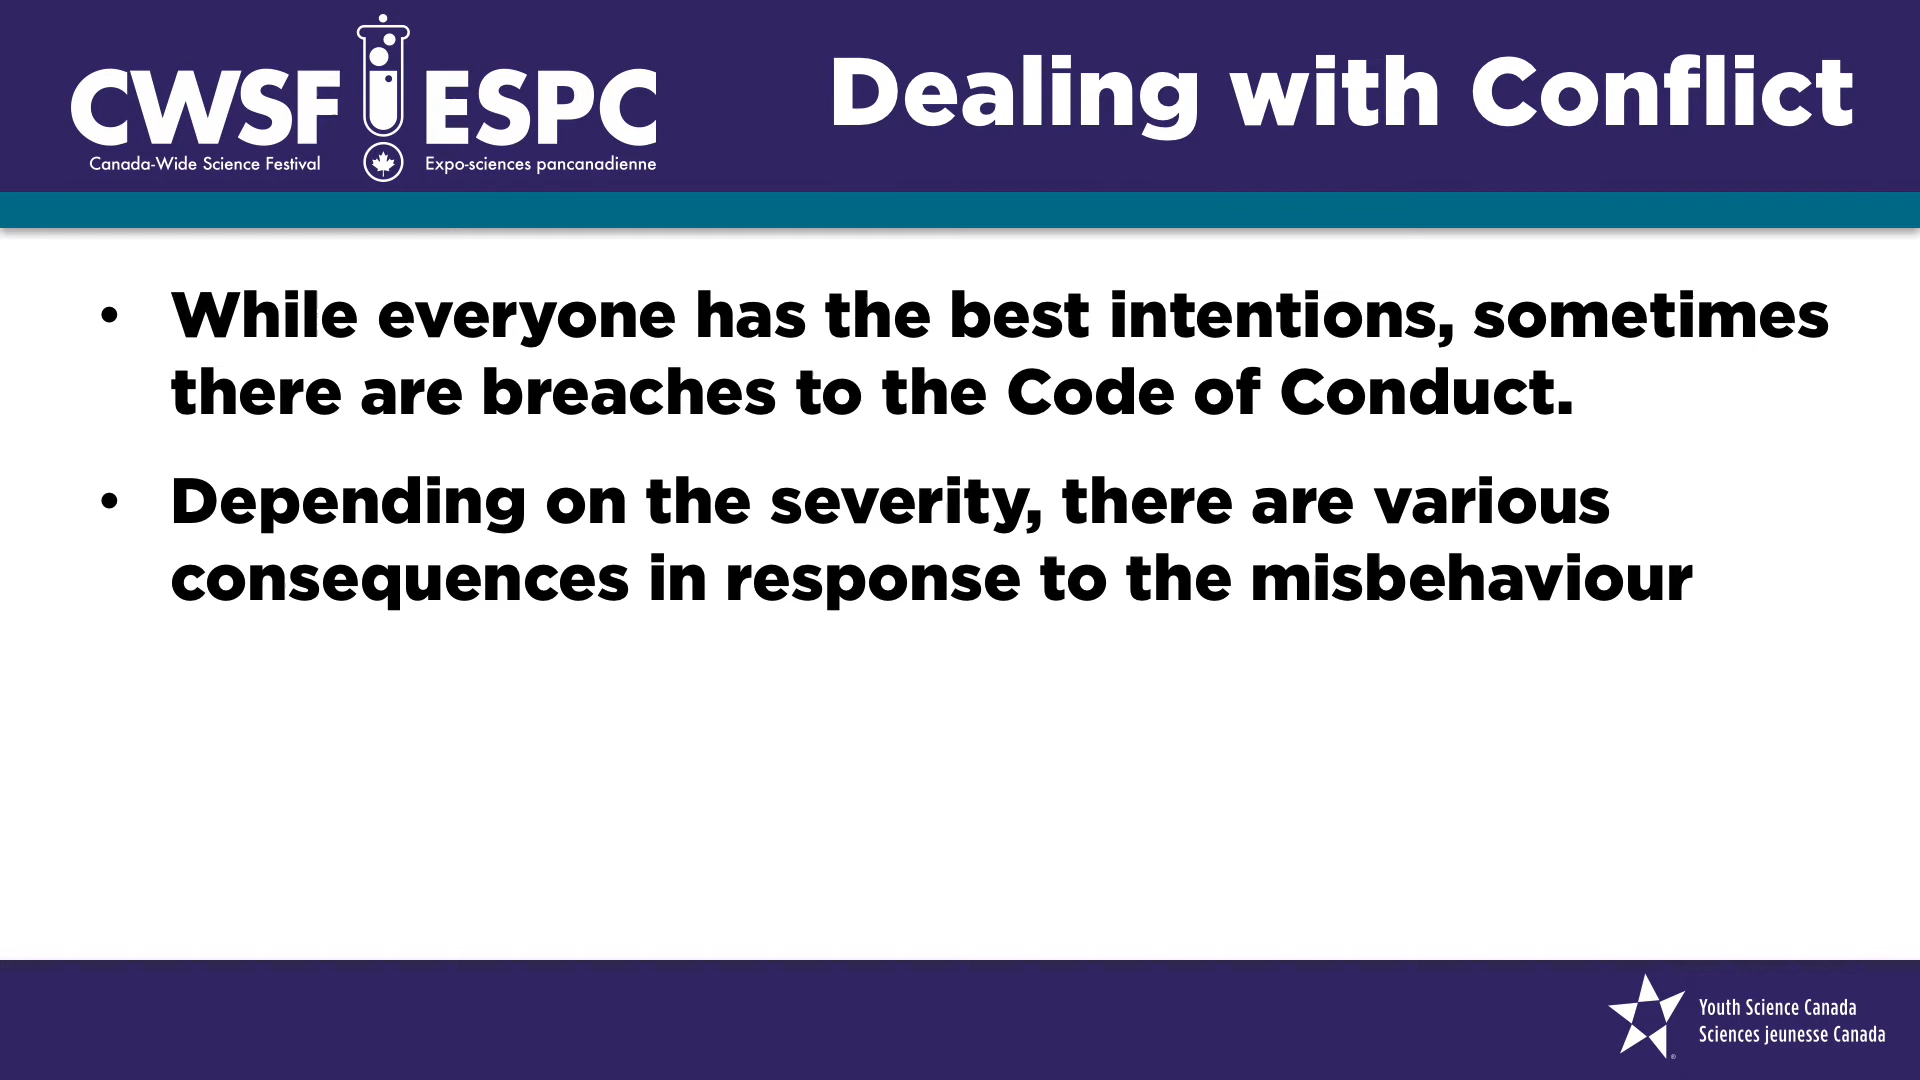 CWSF ESPC
Canada-Wide Science Festival
Expo-sciences pancanadienne
Dealing with Conflict
• While everyone has the best intentions, sometimes
there are breaches to the Code of Conduct.
• Depending on the severity, there are various
consequences in response to the misbehaviour
Youth Science Canada
Sciences jeunesse Canada
®